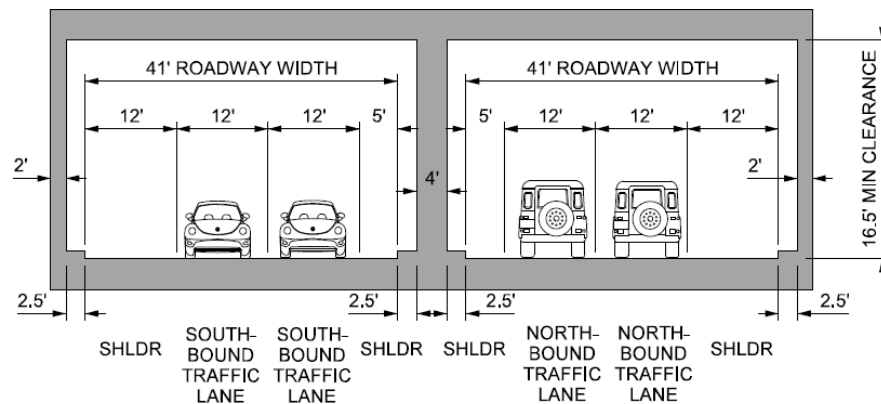 41' ROADWAY WIDTH
41' ROADWAY WIDTH
12'
12'
12'
5'
5'
12'
12'
12'
2'
4'
2'
16.5' MIN CLEARANCE
2.5'
2.5'
2.5'
2.5'
SHLDR
SOUTH-
BOUND
TRAFFIC
LANE
SOUTH-
BOUND
TRAFFIC
LANE
SHLDR
SHLDR
NORTH-
BOUND
TRAFFIC
LANE
NORTH-
BOUND
TRAFFIC
LANE
SHLDR